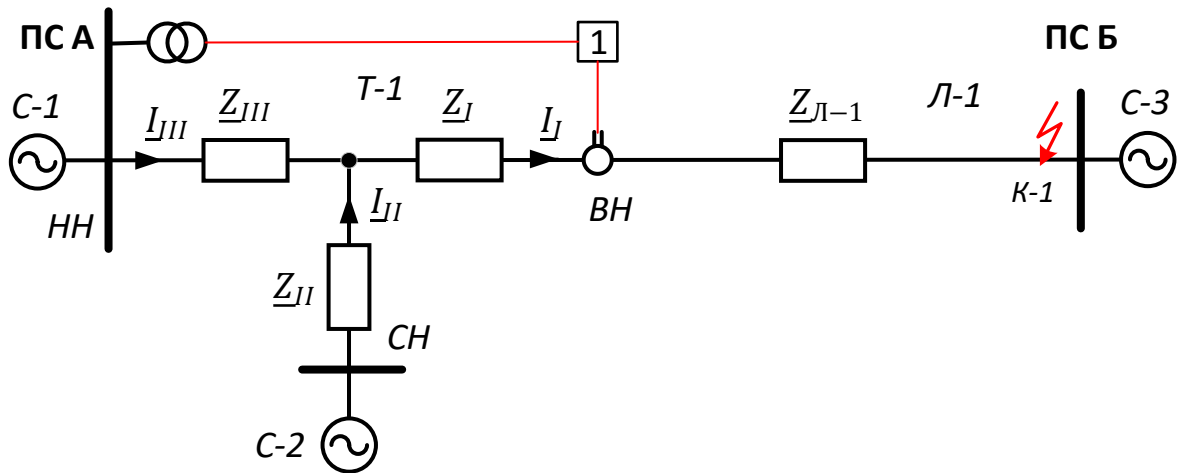 ПС А
1
ПС Б
С-1
Т-1
Л-1
С-3
I_III
Z_III
Z_I
I_I
Z_Л−1
К-1
НН
I_II
ВН
Z_II
СН
С-2